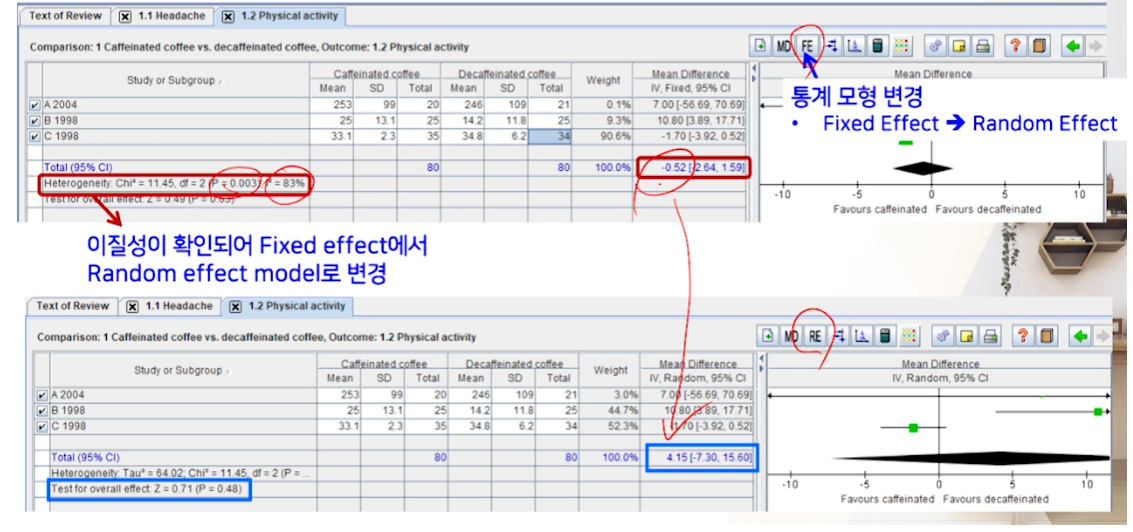 Text of Review 1.1 Headache 1.2 Physical activity
Comparison: 1 Caffeinated coffee vs. decaffeinated coffee, Outcome: 1.2 Physical activity
MD FE
Study or Subgroup Caffeinated coffee Decaffeinated coffee Weight Mean Difference Mean Difference
Mean SD Total Mean SD Total IV, Fixed, 95% CI
A 2004 253 99 20 246 109 21 0.1% 7.00 [-56.69, 70.69]
B 1998 25 13.1 25 14.2 11.8 25 9.3% 10.80 [3.89, 17.71]
C 1998 33.1 2.3 35 34.8 6.2 34 90.6% -1.70 [-3.92, 0.52]
Total (95% CI) 80 80 100.0% -0.52 [-2.64, 1.59]
Heterogeneity: Chi² = 11.45, df = 2 (P = 0.003); I² = 83%
Test for overall effect: Z = 0.49 (P = 0.63)
-10 -5 0 5 10
Favours caffeinated Favours decaffeinated
통계 모형 변경
• Fixed Effect ➔ Random Effect
이질성이 확인되어 Fixed effect에서
Random effect model로 변경
Text of Review 1.1 Headache 1.2 Physical activity
Comparison: 1 Caffeinated coffee vs. decaffeinated coffee, Outcome: 1.2 Physical activity
MD RE
Study or Subgroup Caffeinated coffee Decaffeinated coffee Weight Mean Difference Mean Difference
Mean SD Total Mean SD Total IV, Random, 95% CI IV, Random, 95% CI
A 2004 253 99 20 246 109 21 3.0% 7.00 [-56.69, 70.69]
B 1998 25 13.1 25 14.2 11.8 25 44.7% 10.80 [3.89, 17.71]
C 1998 33.1 2.3 35 34.8 6.2 34 52.3% -1.70 [-3.92, 0.52]
Total (95% CI) 80 80 100.0% 4.15 [-7.30, 15.60]
Heterogeneity: Tau² = 64.02; Chi² = 11.45, df = 2 (P = ...
Test for overall effect: Z = 0.71 (P = 0.48)
-10 -5 0 5 10
Favours caffeinated Favours decaffeinated